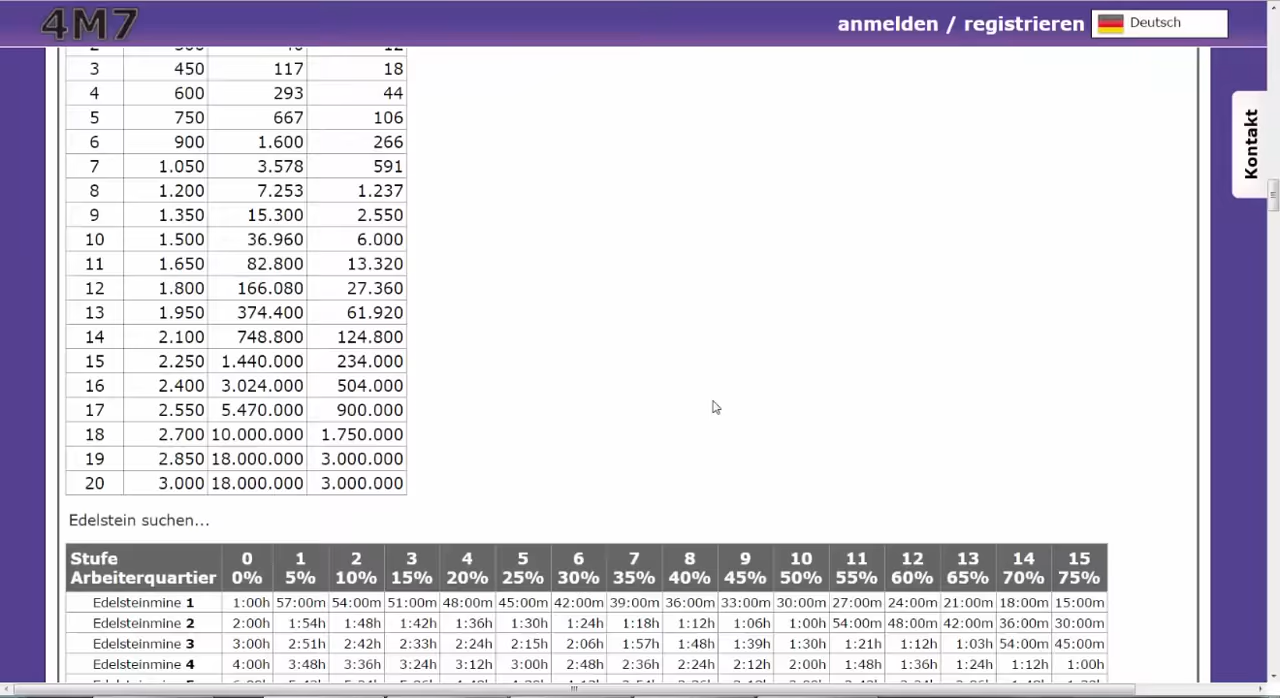 4M7
anmelden / registrieren
Deutsch
Kontakt
3 450 117 18
4 600 293 44
5 750 667 106
6 900 1.600 266
7 1.050 3.578 591
8 1.200 7.253 1.237
9 1.350 15.300 2.550
10 1.500 36.960 6.000
11 1.650 82.800 13.320
12 1.800 166.080 27.360
13 1.950 374.400 61.920
14 2.100 748.800 124.800
15 2.250 1.440.000 234.000
16 2.400 3.024.000 504.000
17 2.550 5.470.000 900.000
18 2.700 10.000.000 1.750.000
19 2.850 18.000.000 3.000.000
20 3.000 18.000.000 3.000.000
Edelstein suchen...
Stufe 0 1 2 3 4 5 6 7 8 9 10 11 12 13 14 15
Arbeiterquartier 0% 5% 10% 15% 20% 25% 30% 35% 40% 45% 50% 55% 60% 65% 70% 75%
Edelsteinmine 1 1:00h 57:00m 54:00m 51:00m 48:00m 45:00m 42:00m 39:00m 36:00m 33:00m 30:00m 27:00m 24:00m 21:00m 18:00m 15:00m
Edelsteinmine 2 2:00h 1:54h 1:48h 1:42h 1:36h 1:30h 1:24h 1:18h 1:12h 1:06h 1:00h 54:00m 48:00m 42:00m 36:00m 30:00m
Edelsteinmine 3 3:00h 2:51h 2:42h 2:33h 2:24h 2:15h 2:06h 1:57h 1:48h 1:39h 1:30h 1:21h 1:12h 1:03h 54:00m 45:00m
Edelsteinmine 4 4:00h 3:48h 3:36h 3:24h 3:12h 3:00h 2:48h 2:36h 2:24h 2:12h 2:00h 1:48h 1:36h 1:24h 1:12h 1:00h